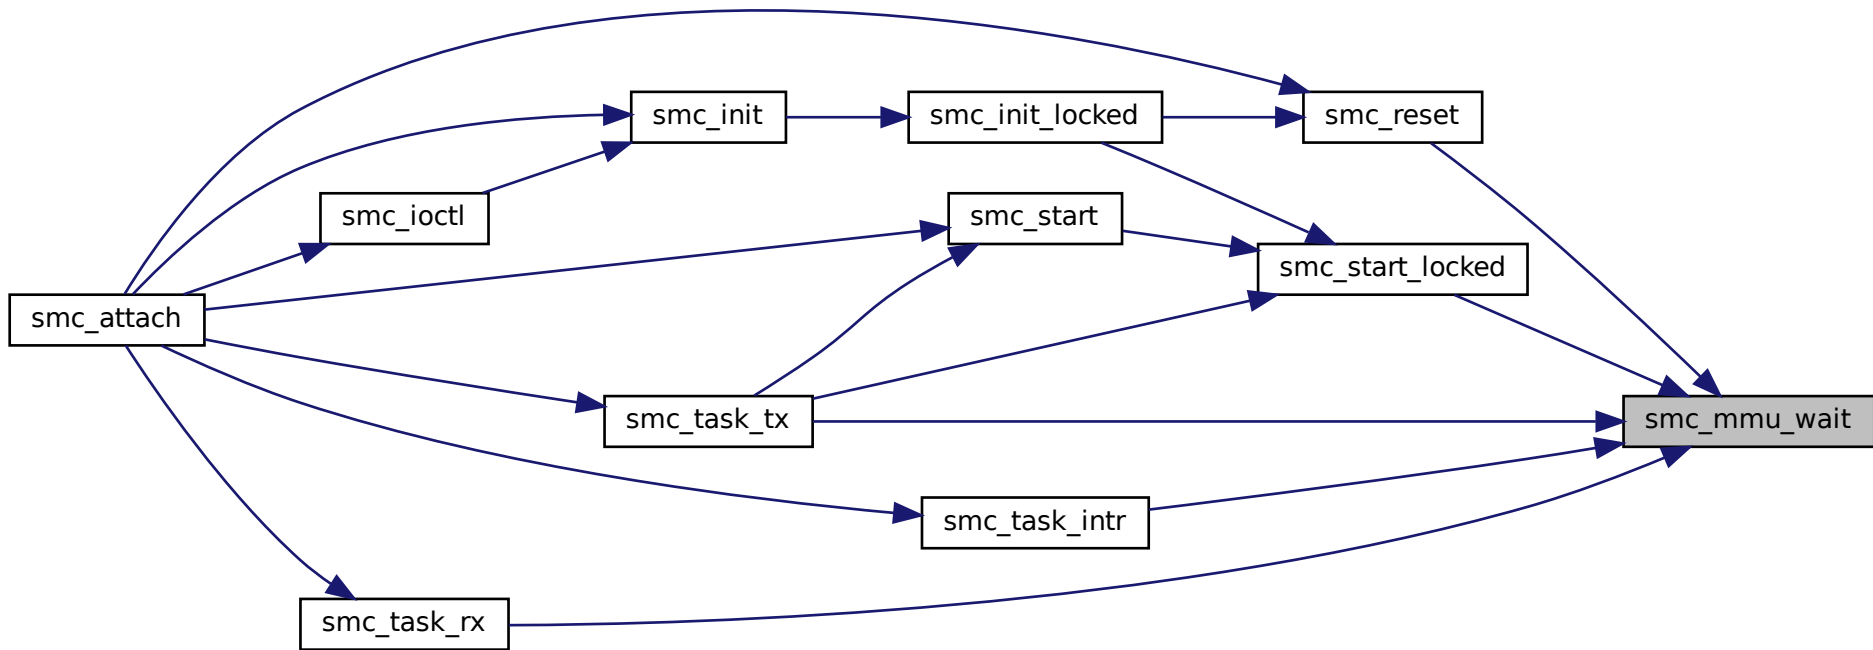 smc_init
smc_init_locked
smc_reset
smc_ioctl
smc_start
smc_start_locked
smc_attach
smc_task_tx
smc_mmu_wait
smc_task_intr
smc_task_rx